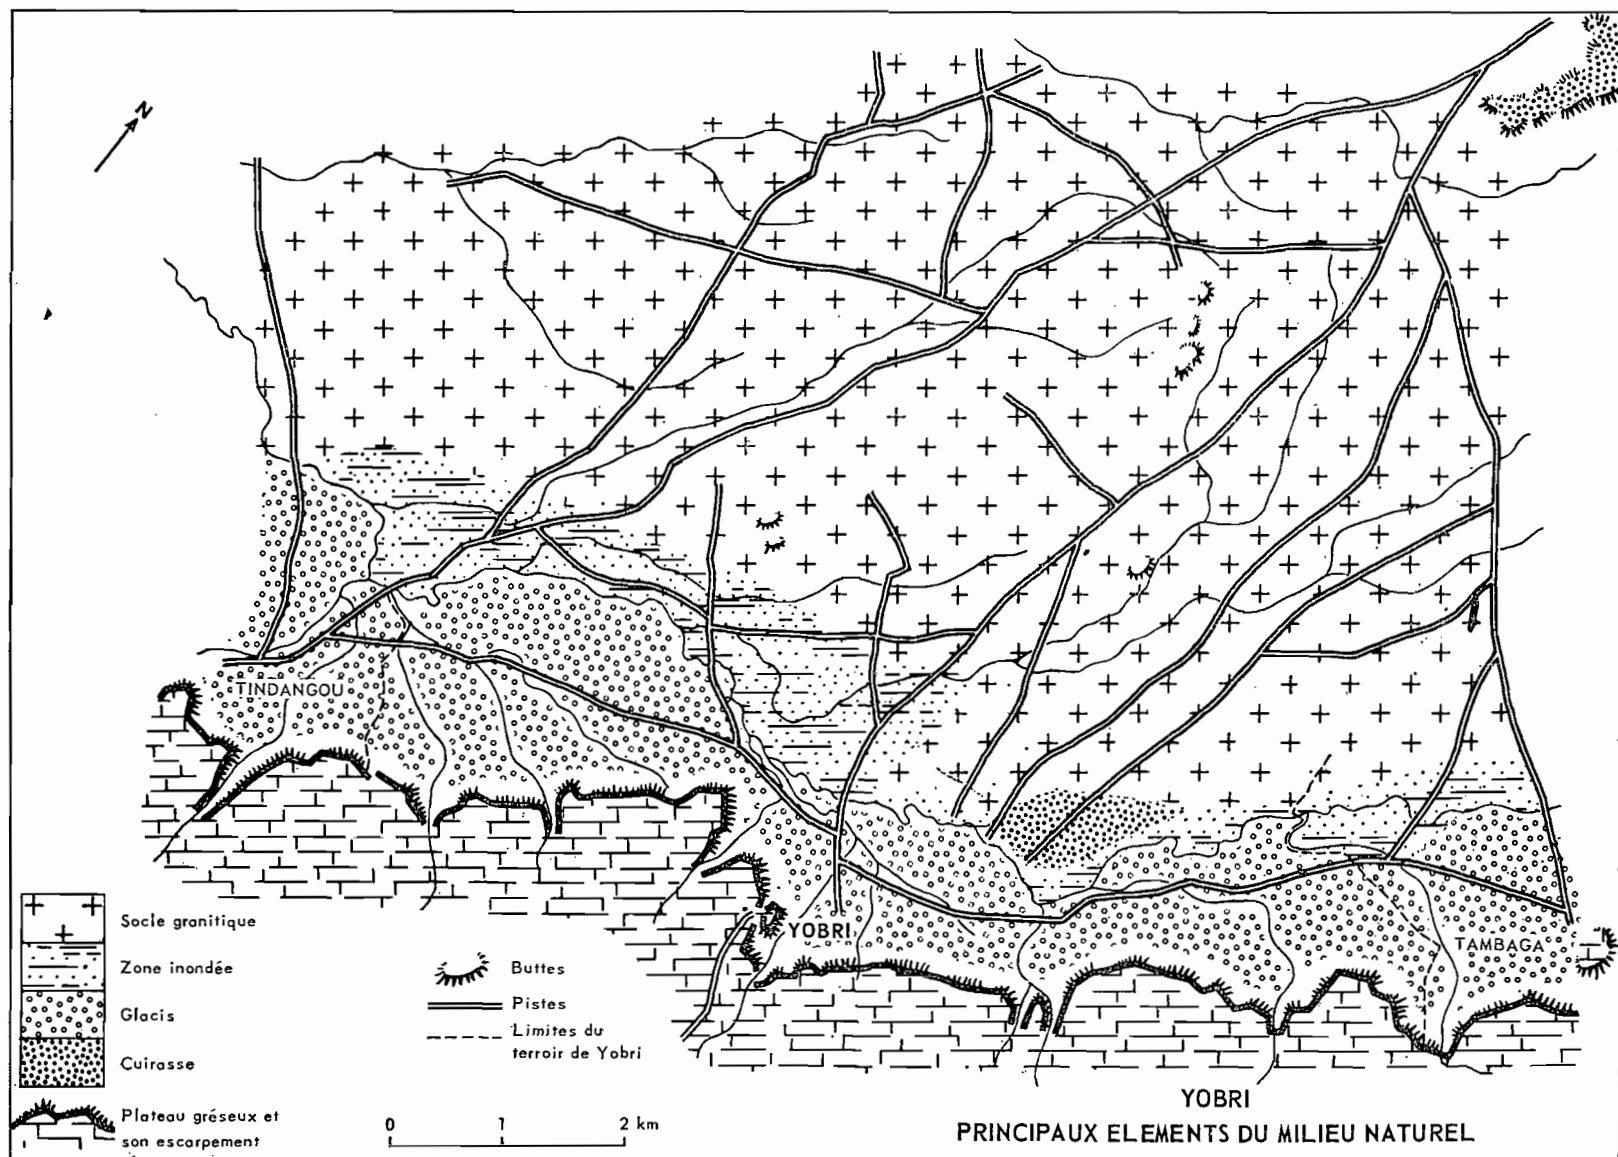 N
TINDANGOU
YOBRI
TAMBAGA
Socle granitique
Zone inondée
Glacis
Cuirasse
Plateau gréseux et
son escarpement
Buttes
Pistes
Limites du
terroir de Yobri
0 1 2 km
YOBRI
PRINCIPAUX ELEMENTS DU MILIEU NATUREL